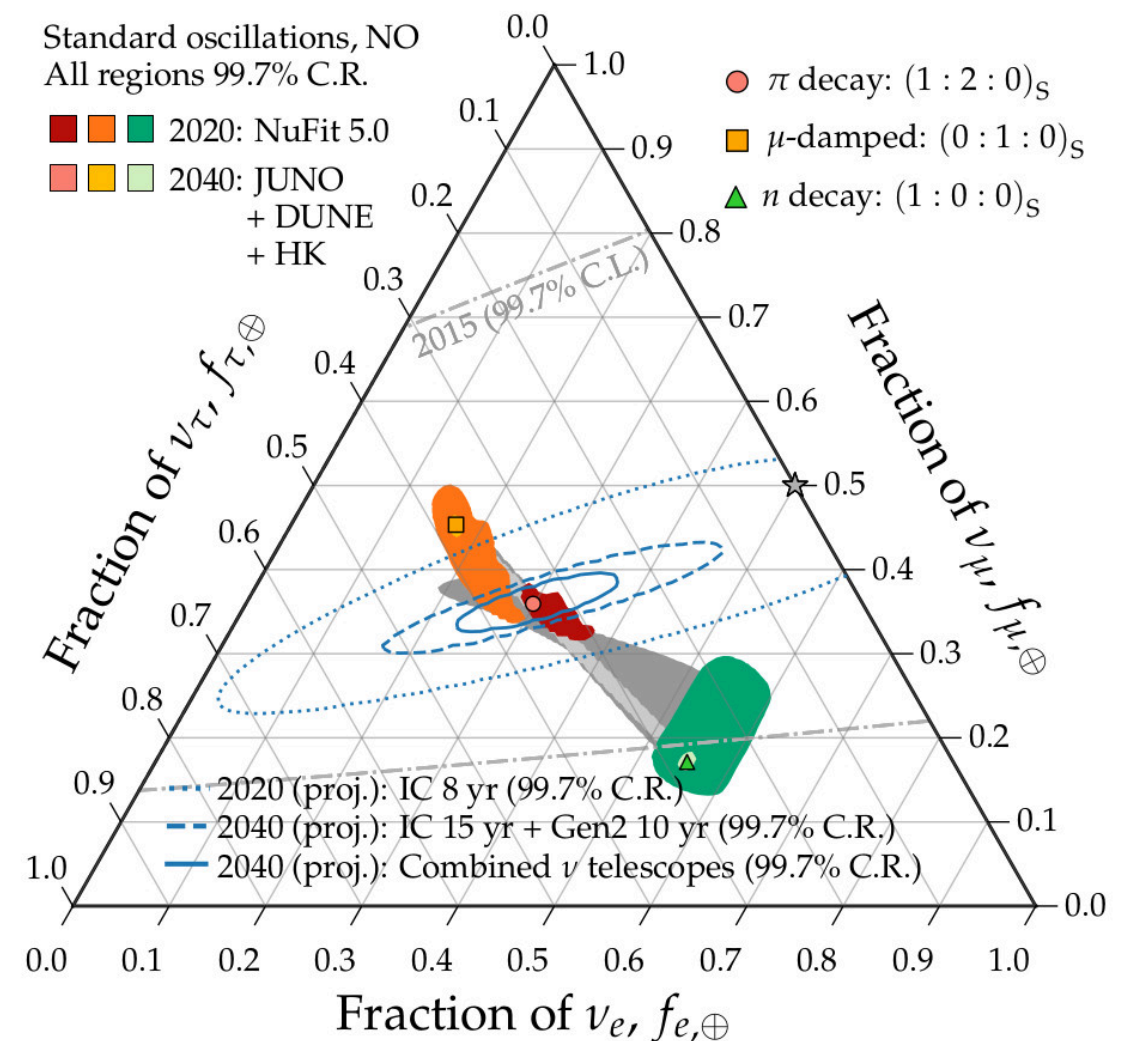 Standard oscillations, NO
All regions 99.7% C.R.
2020: NuFit 5.0
2040: JUNO
+ DUNE
+ HK
π decay: (1 : 2 : 0)S
μ-damped: (0 : 1 : 0)S
n decay: (1 : 0 : 0)S
0.0
0.1
0.2
0.3
0.4
0.5
0.6
0.7
0.8
0.9
1.0
Fraction of ντ, fτ,⊕
1.0
0.9
0.8
0.7
0.6
0.5
0.4
0.3
0.2
0.1
0.0
Fraction of νμ, fμ,⊕
2015 (99.7% C.L.)
2020 (proj.): IC 8 yr (99.7% C.R.)
2040 (proj.): IC 15 yr + Gen2 10 yr (99.7% C.R.)
2040 (proj.): Combined ν telescopes (99.7% C.R.)
0.0 0.1 0.2 0.3 0.4 0.5 0.6 0.7 0.8 0.9 1.0
Fraction of νe, fe,⊕